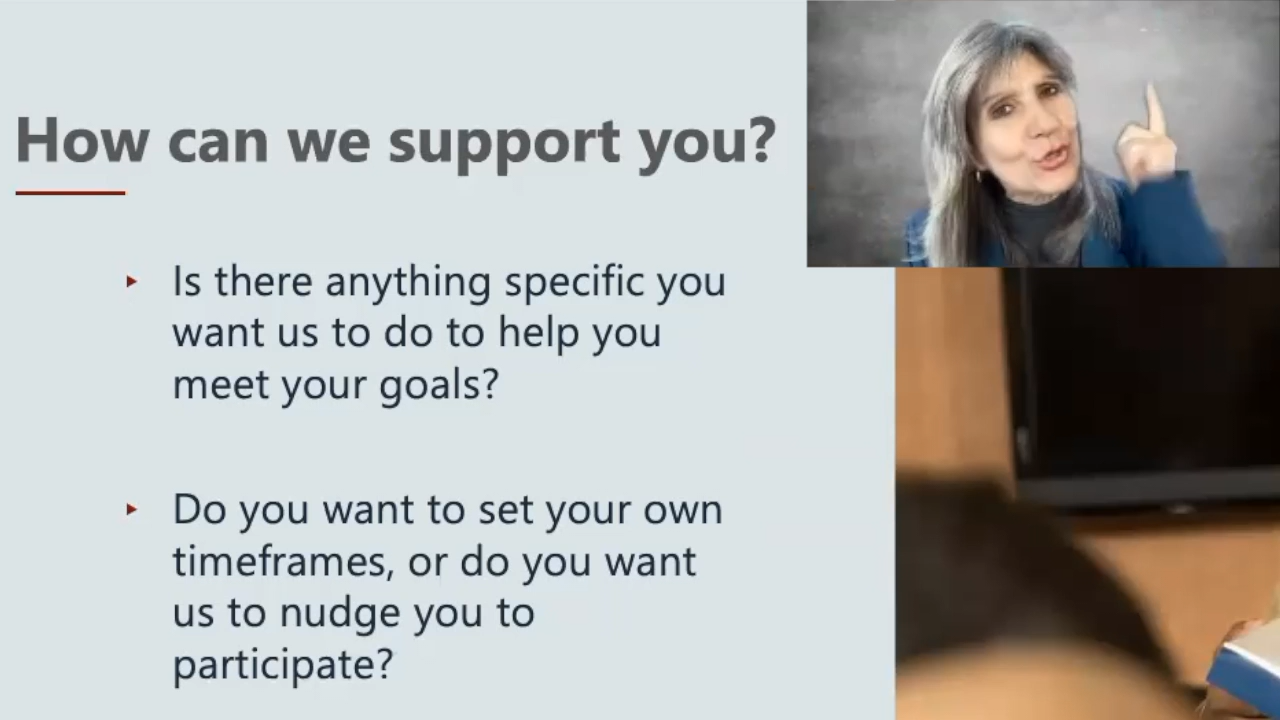 How can we support you?
Is there anything specific you
want us to do to help you
meet your goals?
Do you want to set your own
timeframes, or do you want
us to nudge you to
participate?